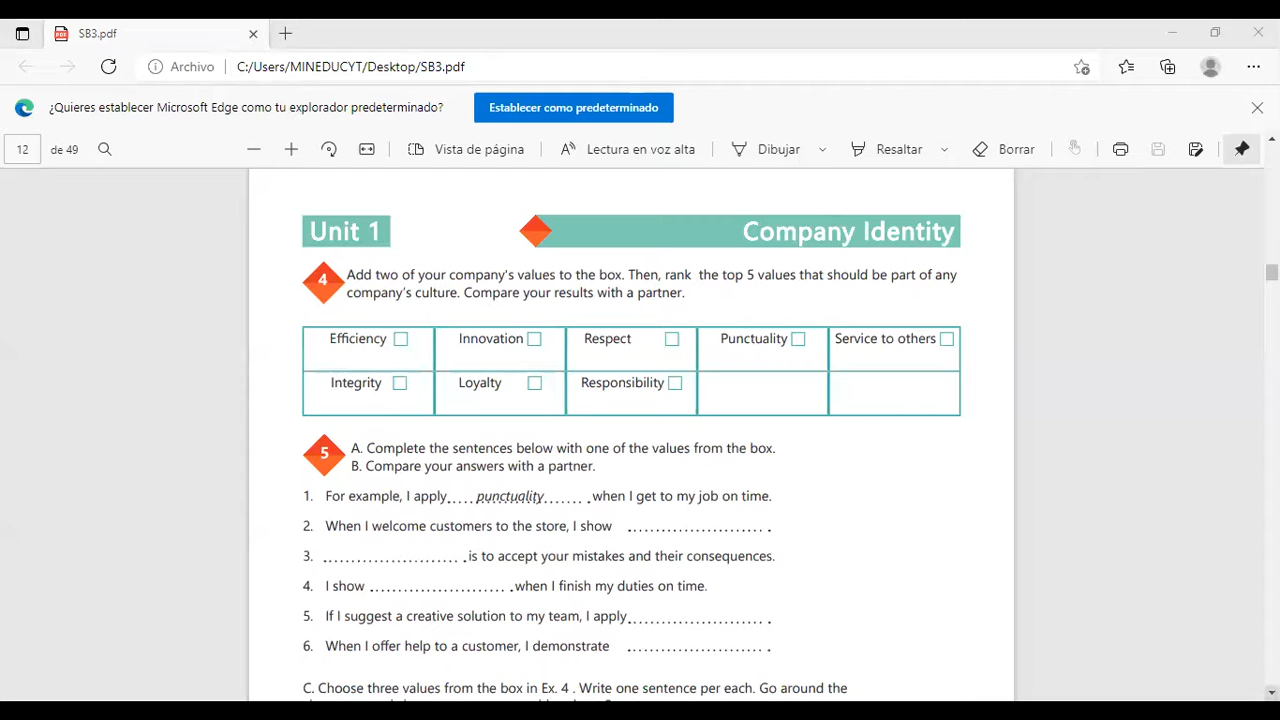 SB3.pdf
Archivo C:/Users/MINEDUCYT/Desktop/SB3.pdf
¿Quieres establecer Microsoft Edge como tu explorador predeterminado? Establecer como predeterminado
12 de 49 Vista de página Lectura en voz alta Dibujar Resaltar Borrar
Unit 1 Company Identity
4 Add two of your company's values to the box. Then, rank the top 5 values that should be part of any
company's culture. Compare your results with a partner.
Efficiency Innovation Respect Punctuality Service to others
Integrity Loyalty Responsibility
5 A. Complete the sentences below with one of the values from the box.
B. Compare your answers with a partner.
1. For example, I apply.....punctuality.......when I get to my job on time.
2. When I welcome customers to the store, I show ........................
3. ........................is to accept your mistakes and their consequences.
4. I show ........................when I finish my duties on time.
5. If I suggest a creative solution to my team, I apply........................
6. When I offer help to a customer, I demonstrate ........................
C. Choose three values from the box in Ex. 4 . Write one sentence per each. Go around the